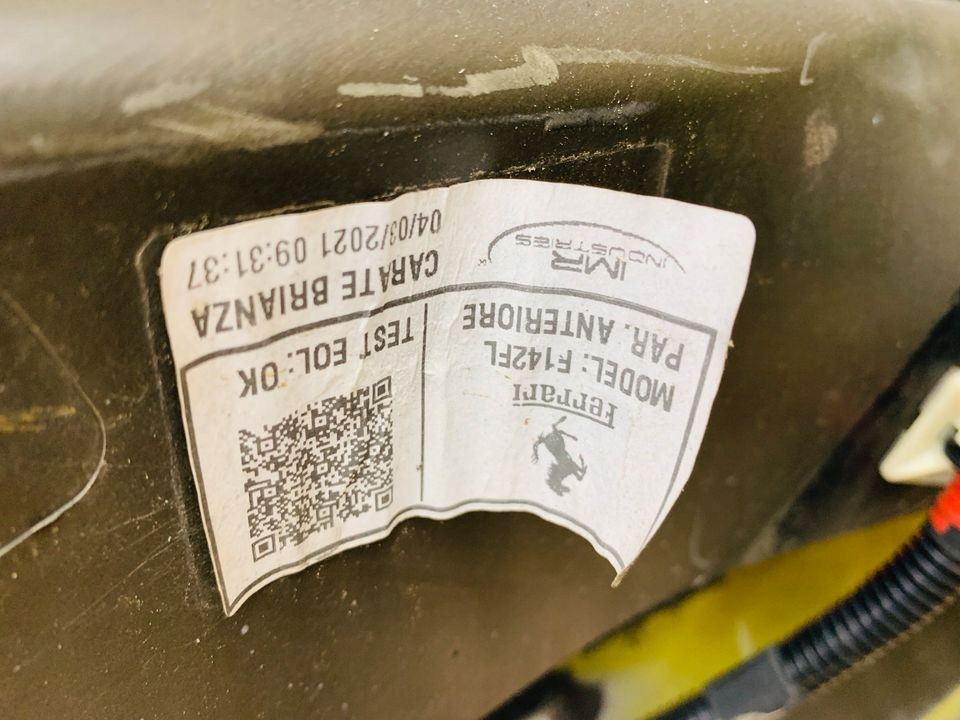 Ferrari
MODEL: F142FL
PAR. ANTERIORE
IMR
INDUSTRIES
TEST EOL: OK
CARATE BRIANZA
04/03/2021 09:31:37